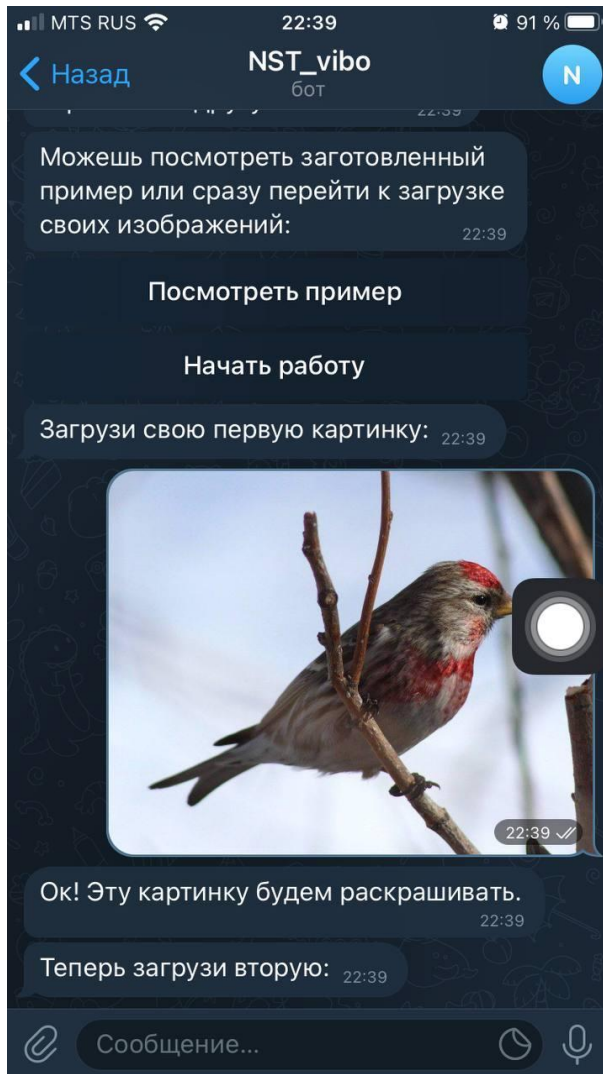 MTS RUS 22:39 91 %
Назад NST_vibo N
бот
22:39
Можешь посмотреть заготовленный
пример или сразу перейти к загрузке
своих изображений: 22:39
Посмотреть пример
Начать работу
Загрузи свою первую картинку: 22:39
22:39
Ок! Эту картинку будем раскрашивать.
22:39
Теперь загрузи вторую: 22:39
Сообщение...